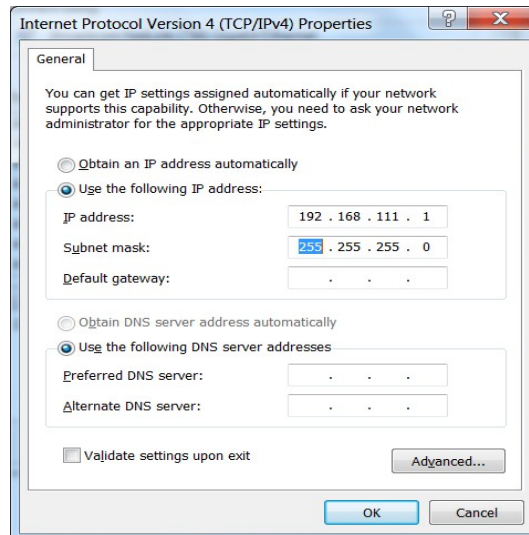 Internet Protocol Version 4 (TCP/IPv4) Properties
General
You can get IP settings assigned automatically if your network
supports this capability. Otherwise, you need to ask your network
administrator for the appropriate IP settings.
Obtain an IP address automatically
Use the following IP address:
IP address: 192 . 168 . 111 . 1
Subnet mask: 255 . 255 . 255 . 0
Default gateway: . . .
Obtain DNS server address automatically
Use the following DNS server addresses
Preferred DNS server: . . .
Alternate DNS server: . . .
Validate settings upon exit
Advanced...
OK Cancel